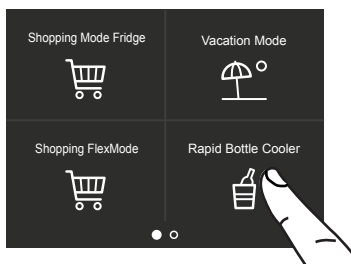 Shopping Mode Fridge
Vacation Mode
Shopping FlexMode
Rapid Bottle Cooler